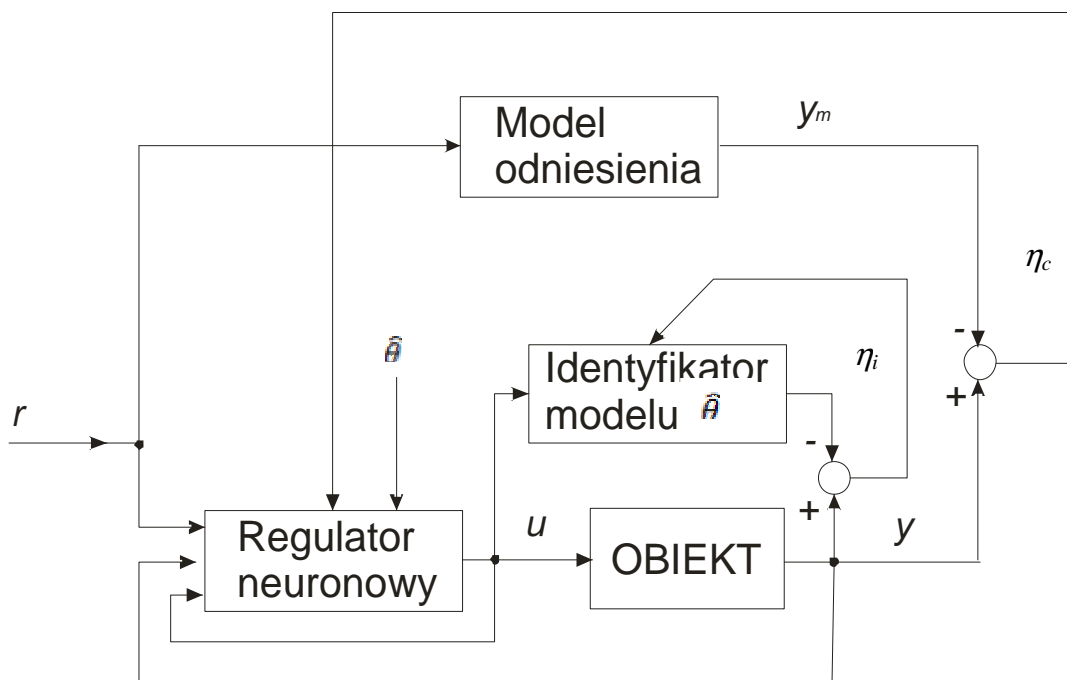 Model
odniesienia
ym
ηc
-
+
Identyfikator
modelu
ηi
-
+
r
Regulator
neuronowy
u
OBIEKT
y